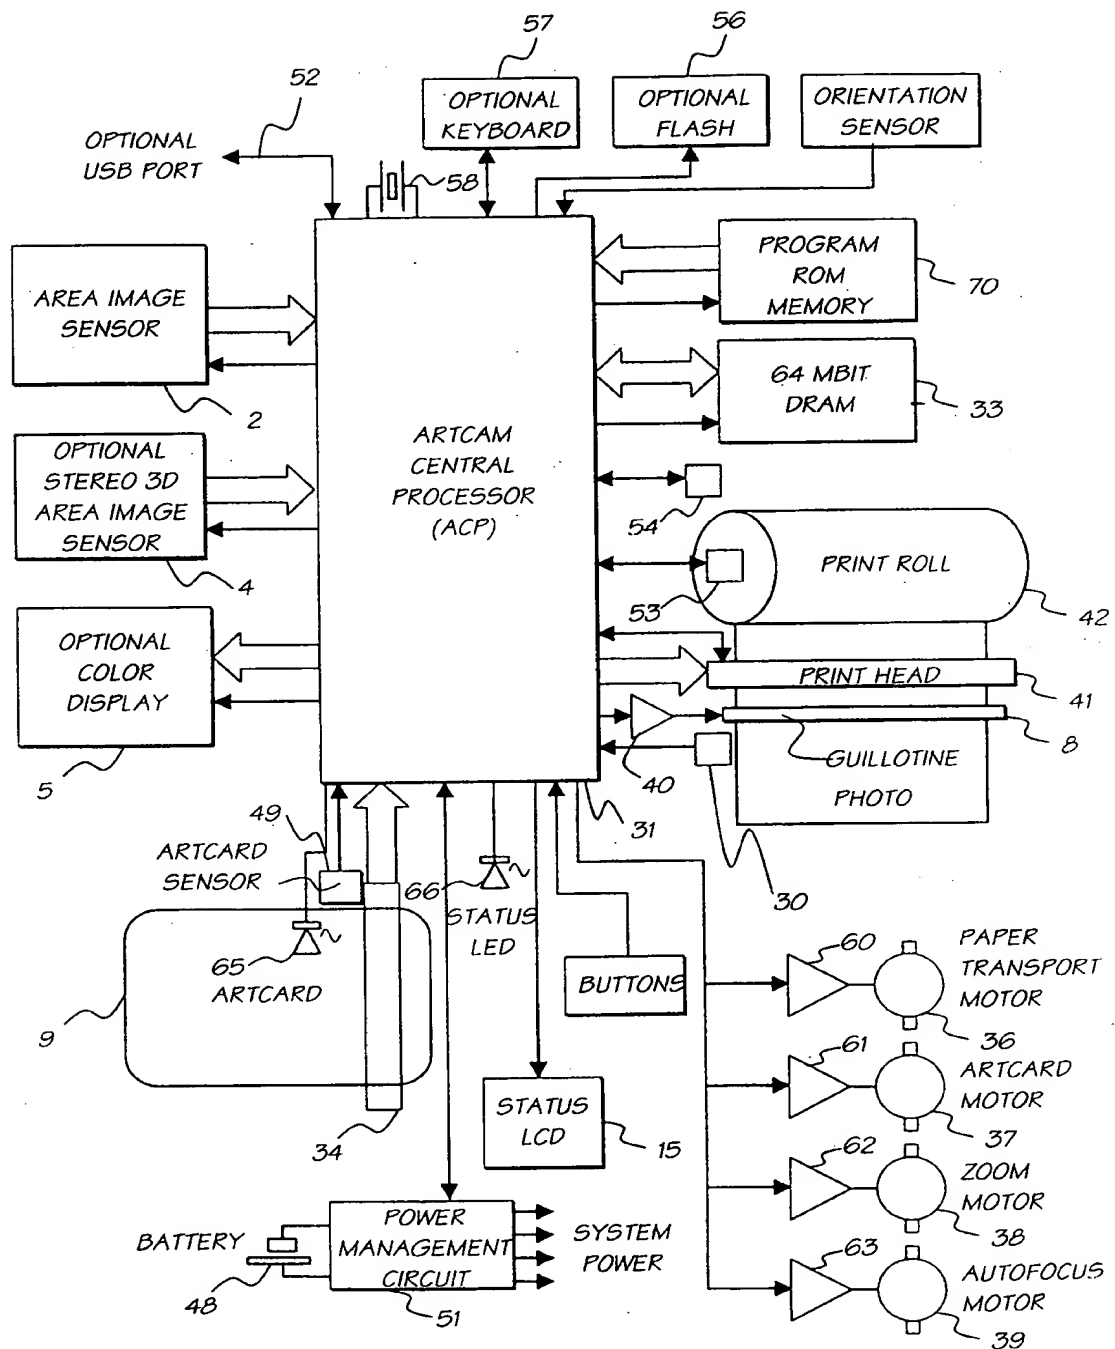 57
56
52
OPTIONAL
KEYBOARD
OPTIONAL
FLASH
ORIENTATION
SENSOR
OPTIONAL
USB PORT
58
AREA IMAGE
SENSOR
2
PROGRAM
ROM
MEMORY
70
64 MBIT
DRAM
33
OPTIONAL
STEREO 3D
AREA IMAGE
SENSOR
4
ARTCAM
CENTRAL
PROCESSOR
(ACP)
54
PRINT ROLL
53
42
OPTIONAL
COLOR
DISPLAY
5
PRINT HEAD
41
8
40
GUILLOTINE
PHOTO
31
30
49
ARTCARD
SENSOR
66
STATUS
LED
65
ARTCARD
9
34
BUTTONS
STATUS
LCD
15
60
PAPER
TRANSPORT
MOTOR
36
61
ARTCARD
MOTOR
37
62
ZOOM
MOTOR
38
63
AUTOFOCUS
MOTOR
39
BATTERY
48
POWER
MANAGEMENT
CIRCUIT
51
SYSTEM
POWER